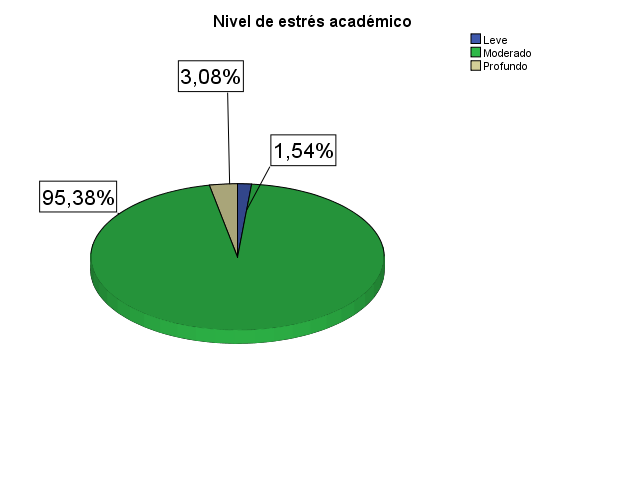 Nivel de estrés académico
Leve
Moderado
Profundo
3,08%
1,54%
95,38%